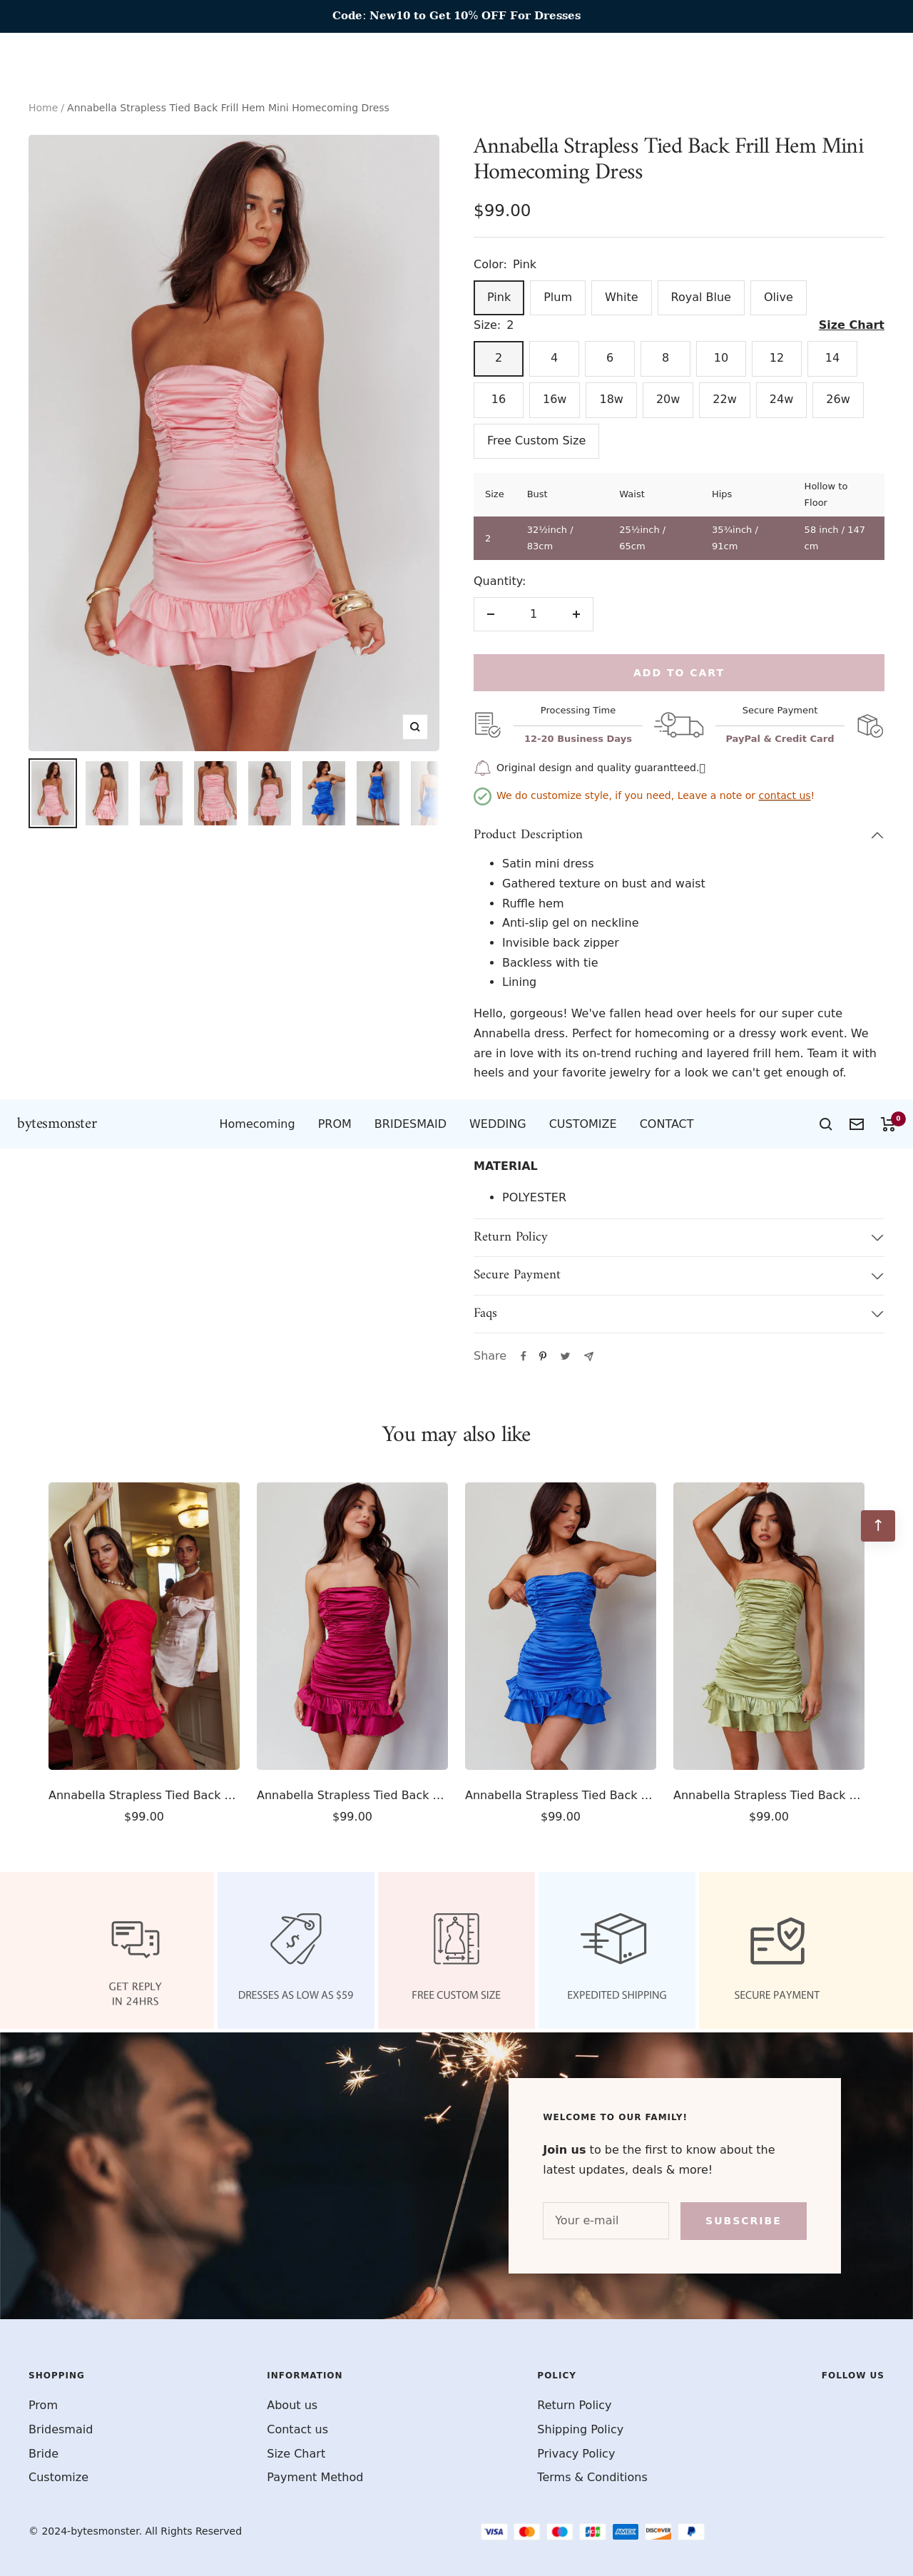 Code: New10 to Get 10% OFF For Dresses
Home / Annabella Strapless Tied Back Frill Hem Mini Homecoming Dress
Annabella Strapless Tied Back Frill Hem Mini
Homecoming Dress
$99.00
Color: Pink
Pink Plum White Royal Blue Olive
Size: 2 Size Chart
2 4 6 8 10 12 14
16 16w 18w 20w 22w 24w 26w
Free Custom Size
Size Bust Waist Hips Hollow to
Floor
2 32½inch / 25½inch / 35¾inch / 58 inch / 147
83cm 65cm 91cm cm
Quantity:
1
ADD TO CART
Processing Time Secure Payment
12-20 Business Days PayPal & Credit Card
Original design and quality guarantteed.
We do customize style, if you need, Leave a note or contact us!
Product Description
• Satin mini dress
• Gathered texture on bust and waist
• Ruffle hem
• Anti-slip gel on neckline
• Invisible back zipper
• Backless with tie
• Lining
Hello, gorgeous! We've fallen head over heels for our super cute
Annabella dress. Perfect for homecoming or a dressy work event. We
are in love with its on-trend ruching and layered frill hem. Team it with
heels and your favorite jewelry for a look we can't get enough of.
bytesmonster Homecoming PROM BRIDESMAID WEDDING CUSTOMIZE CONTACT 0
MATERIAL
• POLYESTER
Return Policy
Secure Payment
Faqs
Share
You may also like
Annabella Strapless Tied Back ... Annabella Strapless Tied Back ... Annabella Strapless Tied Back ... Annabella Strapless Tied Back ...
$99.00 $99.00 $99.00 $99.00
GET REPLY
IN 24HRS
DRESSES AS LOW AS $59
FREE CUSTOM SIZE
EXPEDITED SHIPPING
SECURE PAYMENT
WELCOME TO OUR FAMILY!
Join us to be the first to know about the
latest updates, deals & more!
Your e-mail SUBSCRIBE
SHOPPING INFORMATION POLICY FOLLOW US
Prom About us Return Policy
Bridesmaid Contact us Shipping Policy
Bride Size Chart Privacy Policy
Customize Payment Method Terms & Conditions
© 2024-bytesmonster. All Rights Reserved VISA JCB AMEX DISCOVER